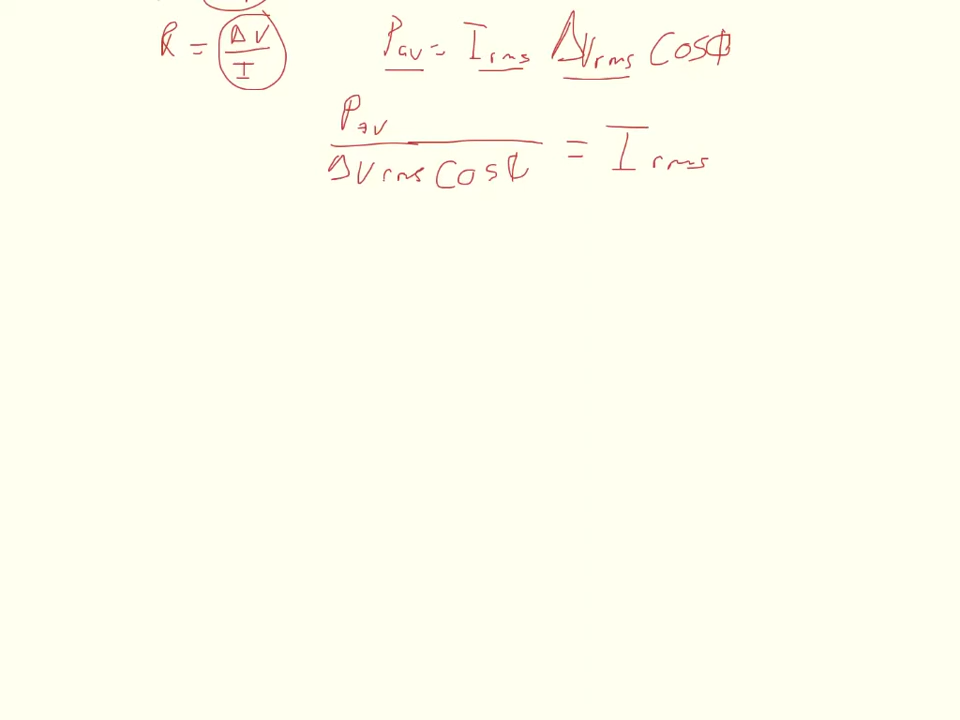 R = ΔV / I
Pav = Irms ΔVrms Cosϕ
Pav / ΔVrms Cosϕ = Irms